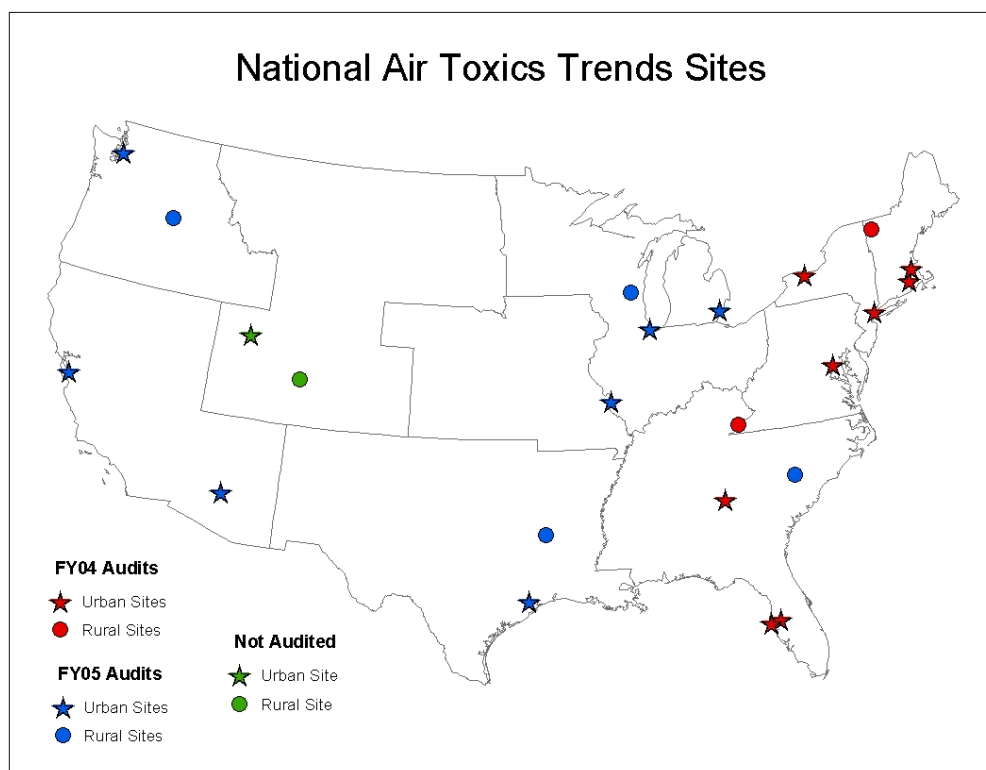 National Air Toxics Trends Sites
FY04 Audits
Urban Sites
Rural Sites
FY05 Audits
Urban Sites
Rural Sites
Not Audited
Urban Site
Rural Site